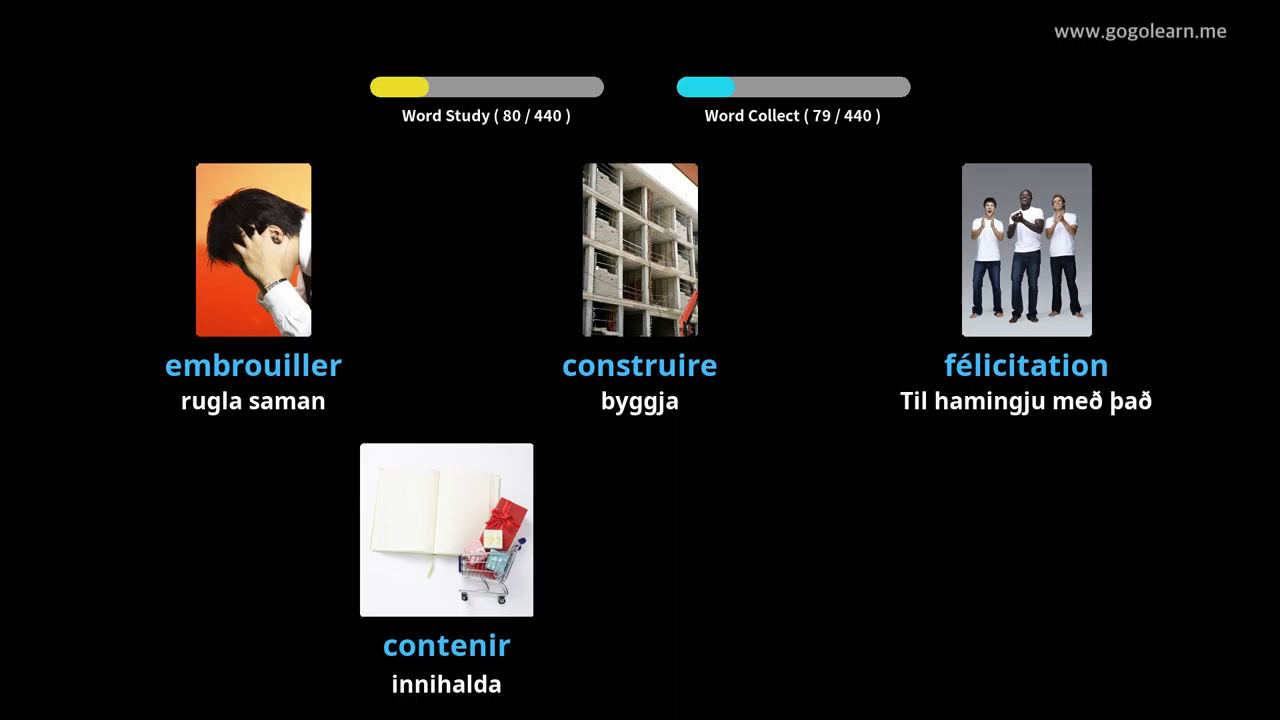 www.gogolearn.me
Word Study ( 80 / 440 )
Word Collect ( 79 / 440 )
embrouiller
rugla saman
construire
byggja
félicitation
Til hamingju með það
contenir
innihalda